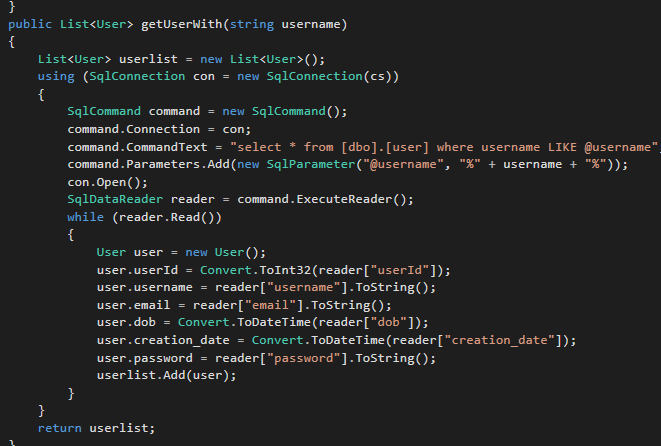 }
public List<User> getUserWith(string username)
{
List<User> userlist = new List<User>();
using (SqlConnection con = new SqlConnection(cs))
{
SqlCommand command = new SqlCommand();
command.Connection = con;
command.CommandText = "select * from [dbo].[user] where username LIKE @username";
command.Parameters.Add(new SqlParameter("@username", "%" + username + "%"));
con.Open();
SqlDataReader reader = command.ExecuteReader();
while (reader.Read())
{
User user = new User();
user.userId = Convert.ToInt32(reader["userId"]);
user.username = reader["username"].ToString();
user.email = reader["email"].ToString();
user.dob = Convert.ToDateTime(reader["dob"]);
user.creation_date = Convert.ToDateTime(reader["creation_date"]);
user.password = reader["password"].ToString();
userlist.Add(user);
}
}
return userlist;
}